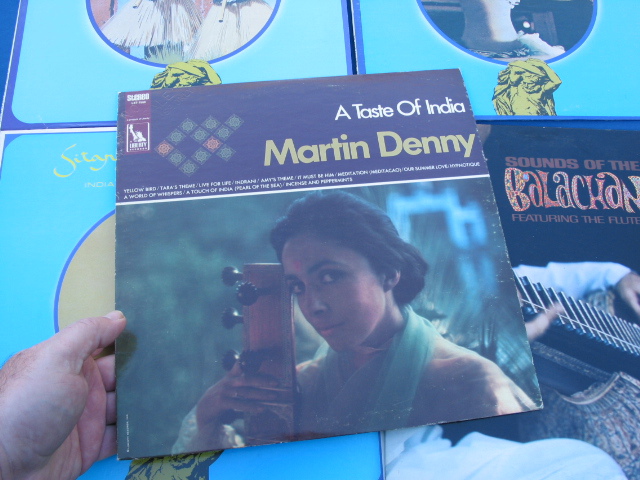 STEREO
LIBERTY
A Taste Of India
Martin Denny
YELLOW BIRD / TARA'S THEME / LIVE FOR LIFE / INDRANI / AMY'S THEME / IT MUST BE HIM / MEDITATION (MEDITACAO) / OUR SUMMER LOVE / HYPNOTIQUE
A WORLD OF WHISPERS / A TOUCH OF INDIA (PEARLS OF THE SEA) / INCENSE AND PEPPERMINTS
INDIA
SOUNDS OF THE
BALACHAN
FEATURING THE FLUTE